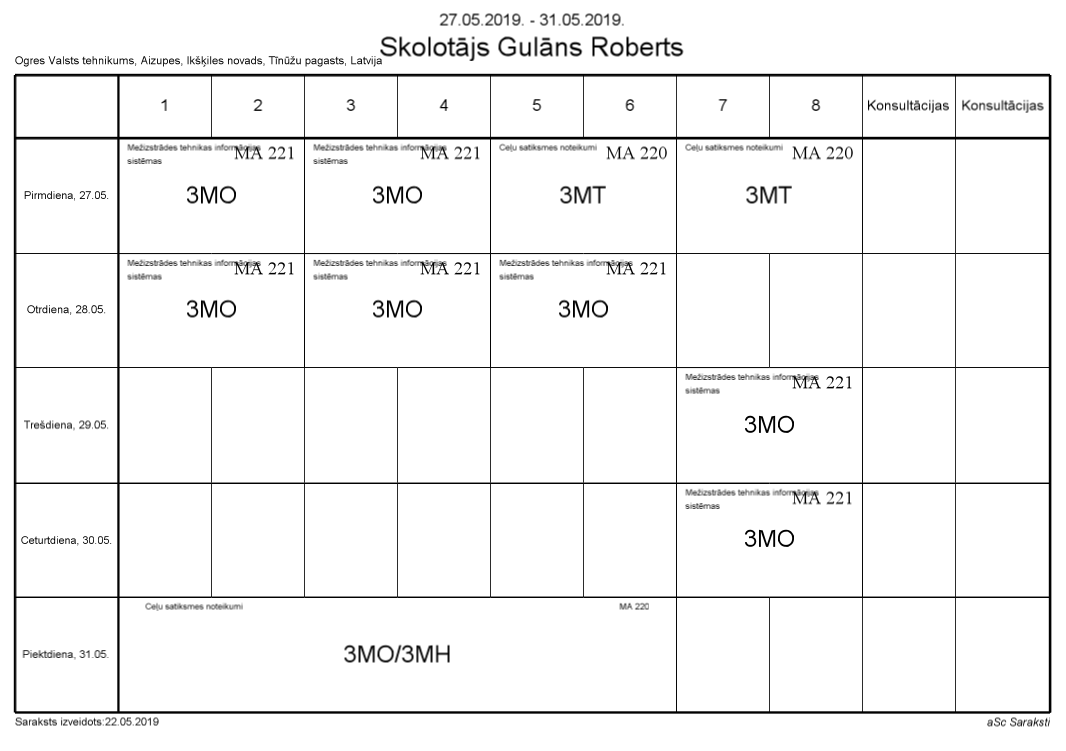 27.05.2019. - 31.05.2019.
Skolotājs Gulāns Roberts
Ogres Valsts tehnikums, Aizupes, Ikšķiles novads, Tīnūžu pagasts, Latvija
1 2 3 4 5 6 7 8 Konsultācijas Konsultācijas
Pirmdiena, 27.05.
Mežizstrādes tehnikas informācijas
sistēmas
MA 221
3MO
Mežizstrādes tehnikas informācijas
sistēmas
MA 221
3MO
Ceļu satiksmes noteikumi
MA 220
3MT
Ceļu satiksmes noteikumi
MA 220
3MT
Otrdiena, 28.05.
Mežizstrādes tehnikas informācijas
sistēmas
MA 221
3MO
Mežizstrādes tehnikas informācijas
sistēmas
MA 221
3MO
Mežizstrādes tehnikas informācijas
sistēmas
MA 221
3MO
Trešdiena, 29.05.
Mežizstrādes tehnikas informācijas
sistēmas
MA 221
3MO
Ceturtdiena, 30.05.
Mežizstrādes tehnikas informācijas
sistēmas
MA 221
3MO
Piektdiena, 31.05.
Ceļu satiksmes noteikumi
MA 220
3MO/3MH
Saraksts izveidots:22.05.2019
aSc Saraksti